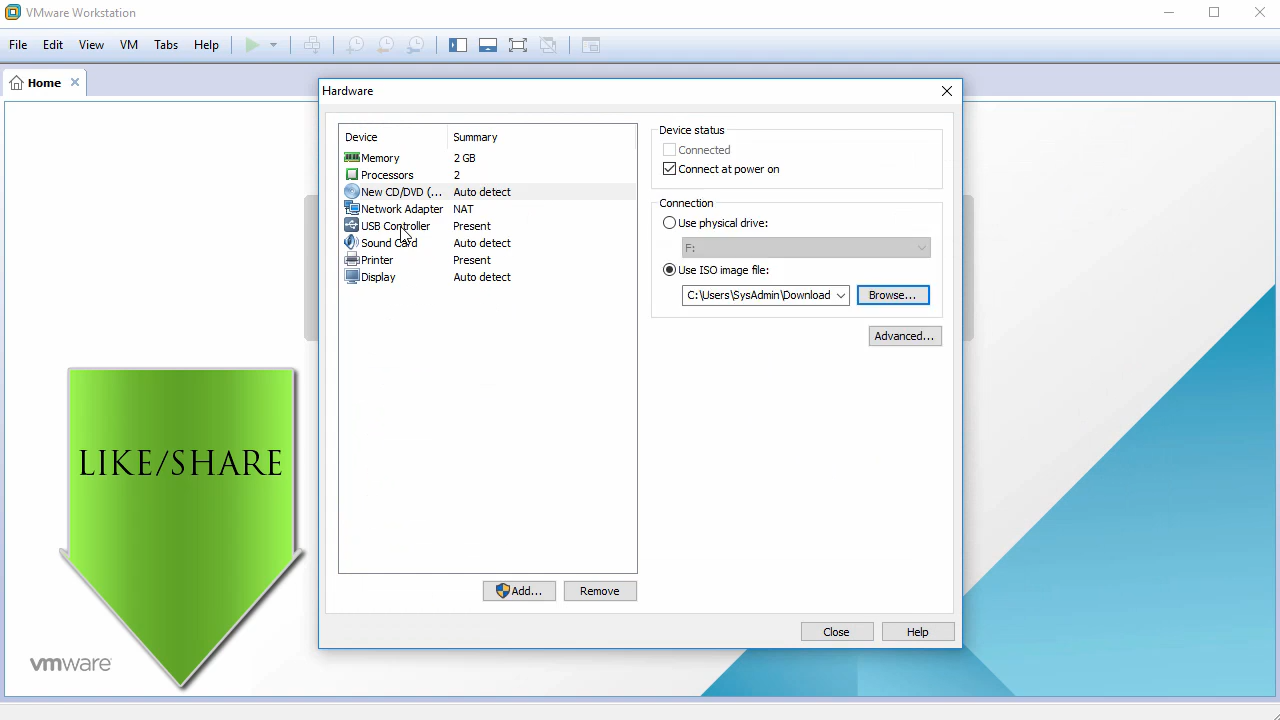 VMware Workstation
File Edit View VM Tabs Help
Home
Hardware
Device Summary
Memory 2 GB
Processors 2
New CD/DVD (... Auto detect
Network Adapter NAT
USB Controller Present
Sound Card Auto detect
Printer Present
Display Auto detect
Add... Remove
Device status
Connected
Connect at power on
Connection
Use physical drive:
F:
Use ISO image file:
C:\Users\SysAdmin\Download Browse...
Advanced...
Close Help
LIKE/SHARE
vmware